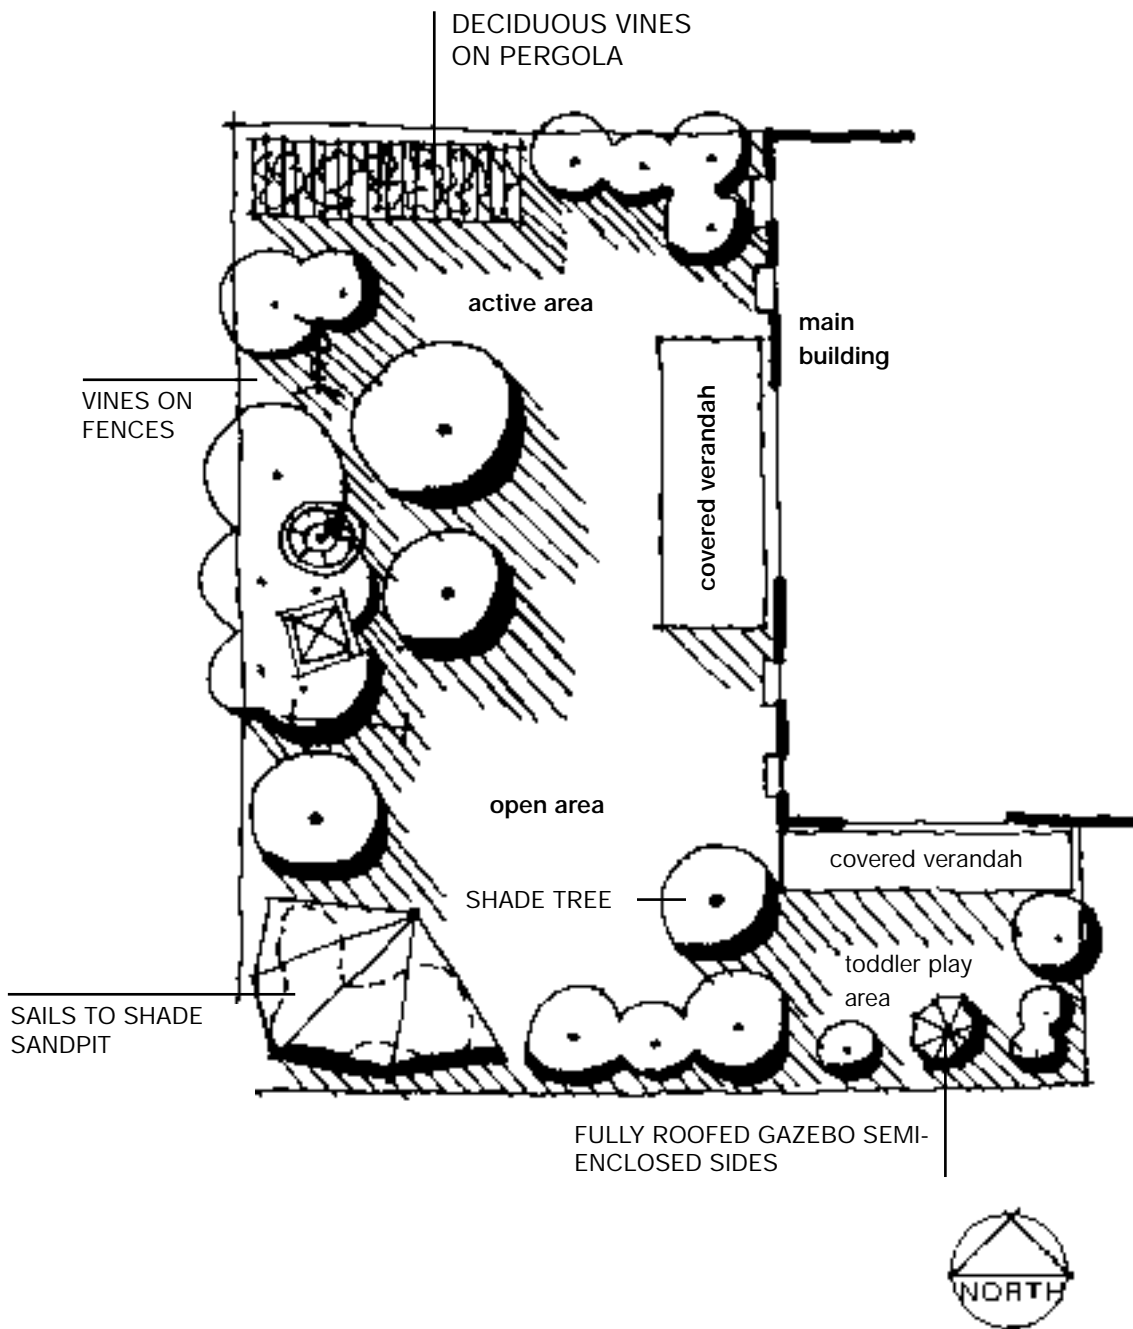 DECIDUOUS VINES
ON PERGOLA
active area
main
building
VINES ON
FENCES
covered verandah
open area
covered verandah
SHADE TREE
toddler play
area
SAILS TO SHADE
SANDPIT
FULLY ROOFED GAZEBO SEMI-
ENCLOSED SIDES
NORTH